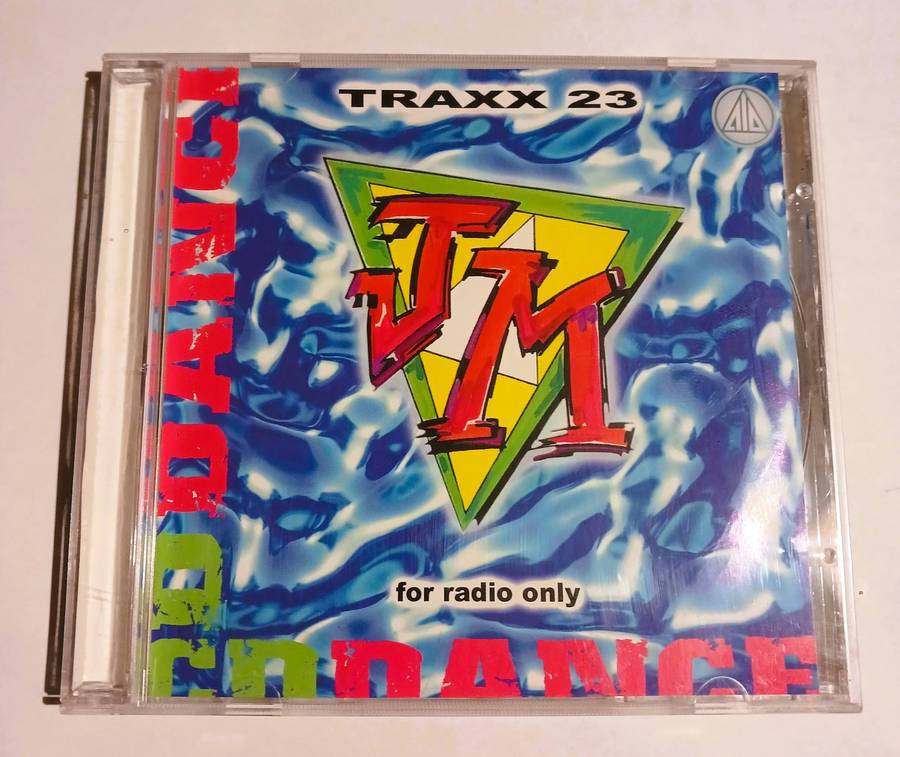 TRAXX 23
JM
for radio only
CD DANCE
CD DANCE